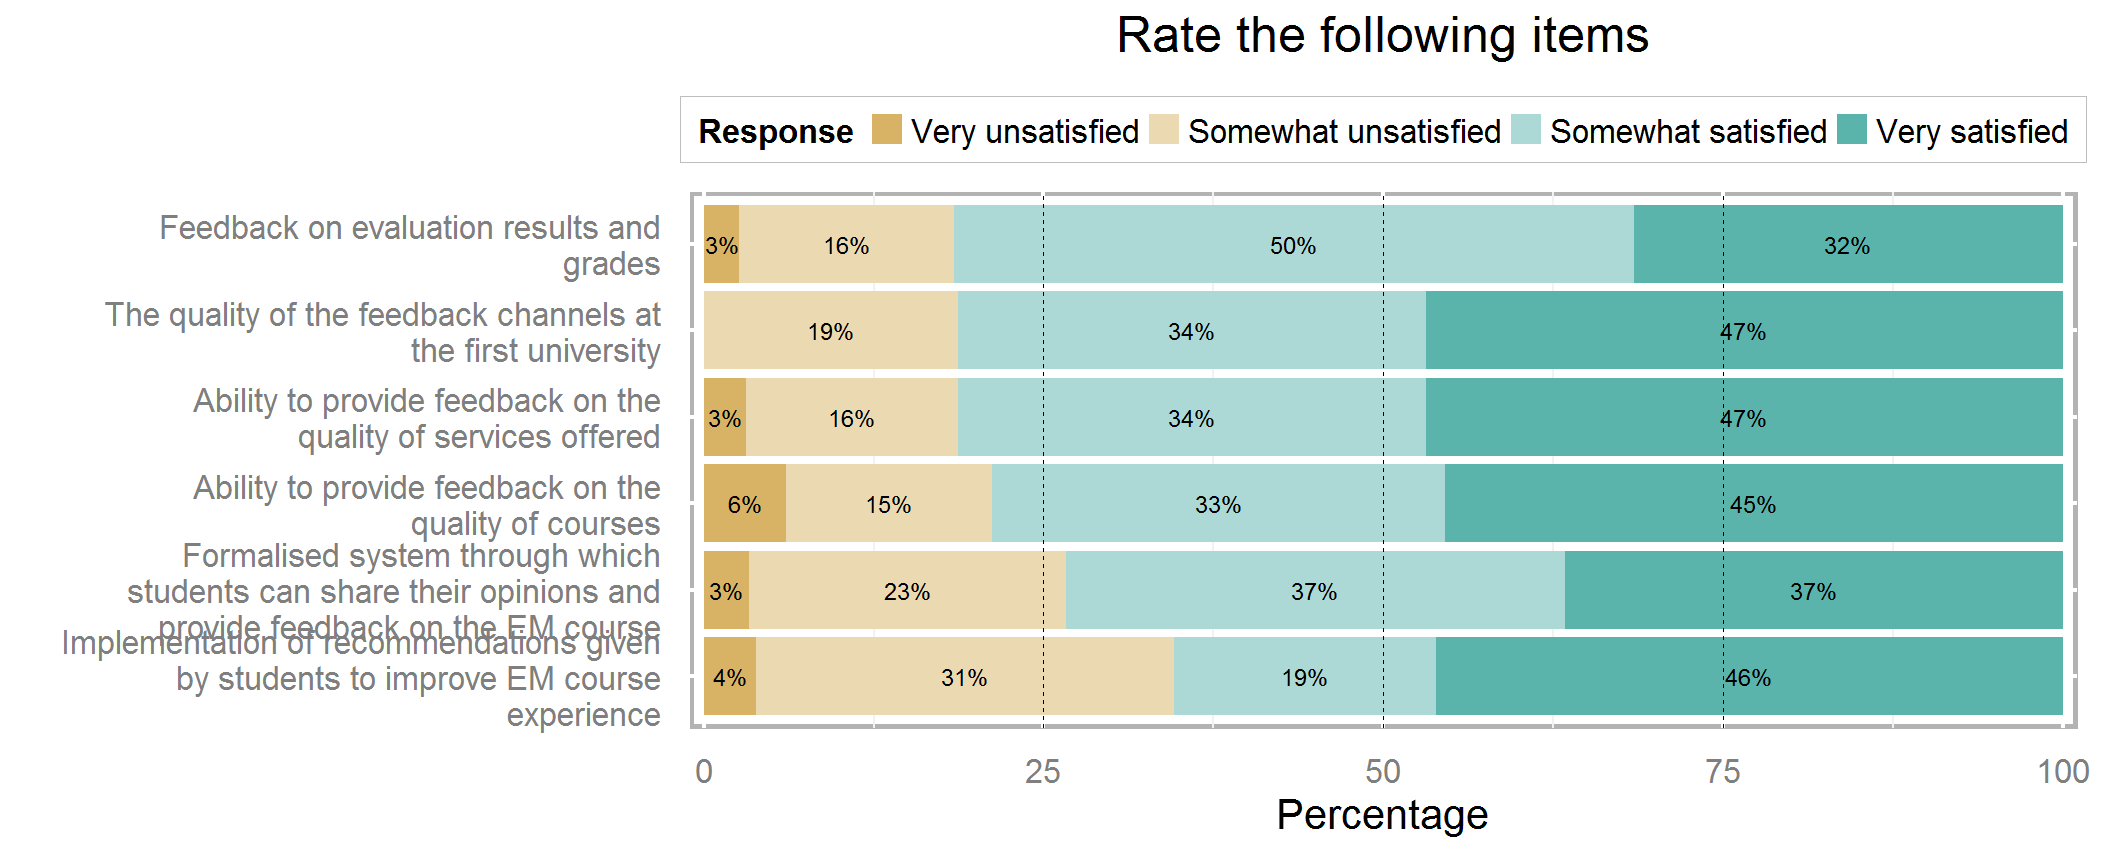 Rate the following items
Response Very unsatisfied Somewhat unsatisfied Somewhat satisfied Very satisfied
Feedback on evaluation results and
grades
3% 16% 50% 32%
The quality of the feedback channels at
the first university
19% 34% 47%
Ability to provide feedback on the
quality of services offered
3% 16% 34% 47%
Ability to provide feedback on the
quality of courses
6% 15% 33% 45%
Formalised system through which
students can share their opinions and
provide feedback on the EM course
3% 23% 37% 37%
Implementation of recommendations given
by students to improve EM course
experience
4% 31% 19% 46%
0 25 50 75 100
Percentage